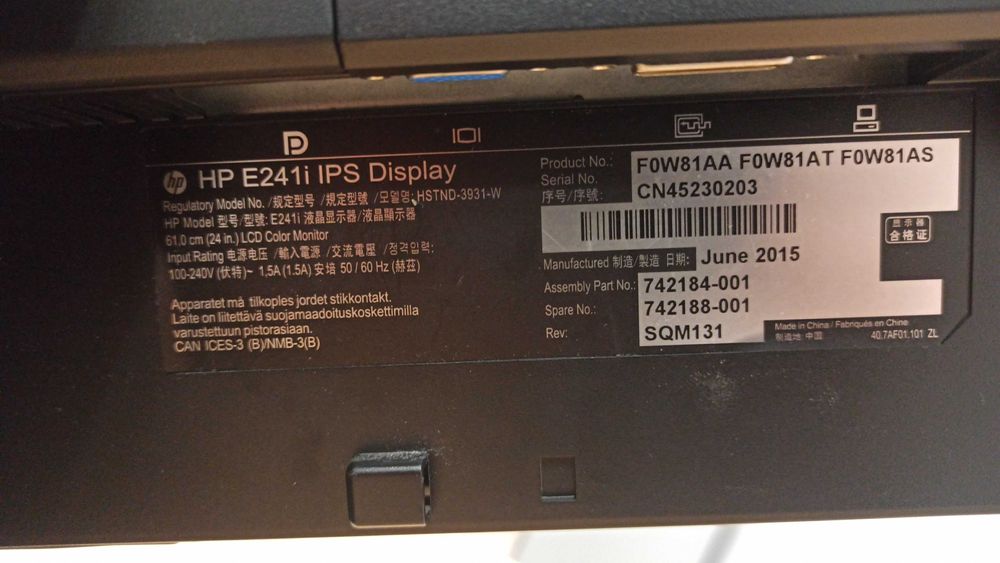 hp HP E241i IPS Display
Regulatory Model No. /规定型号 /規定型號 /모델명: HSTND-3931-W
HP Model 型号/型號: E241i 液晶显示器/液晶顯示器
61,0 cm (24 in.) LCD Color Monitor
Input Rating 电源电压 /輸入電源 /交流電壓 /정격입력:
100-240V (伏特)~ 1,5A (1.5A) 安培 50 / 60 Hz (赫茲)
Apparatet må tilkoples jordet stikkontakt.
Laite on liitettävä suojamaadoituskoskettimilla
varustettuun pistorasiaan.
CAN ICES-3 (B)/NMB-3(B)
Product No.: F0W81AA F0W81AT F0W81AS
Serial No.
序号/序號: CN45230203
显示器
合格证
Manufactured 制造/製造 日期: June 2015
Assembly Part No.: 742184-001
Spare No.: 742188-001
Rev: SQM131
Made in China / Fabriqués en Chine
制造地: 中国
40.7AF01.101 ZL